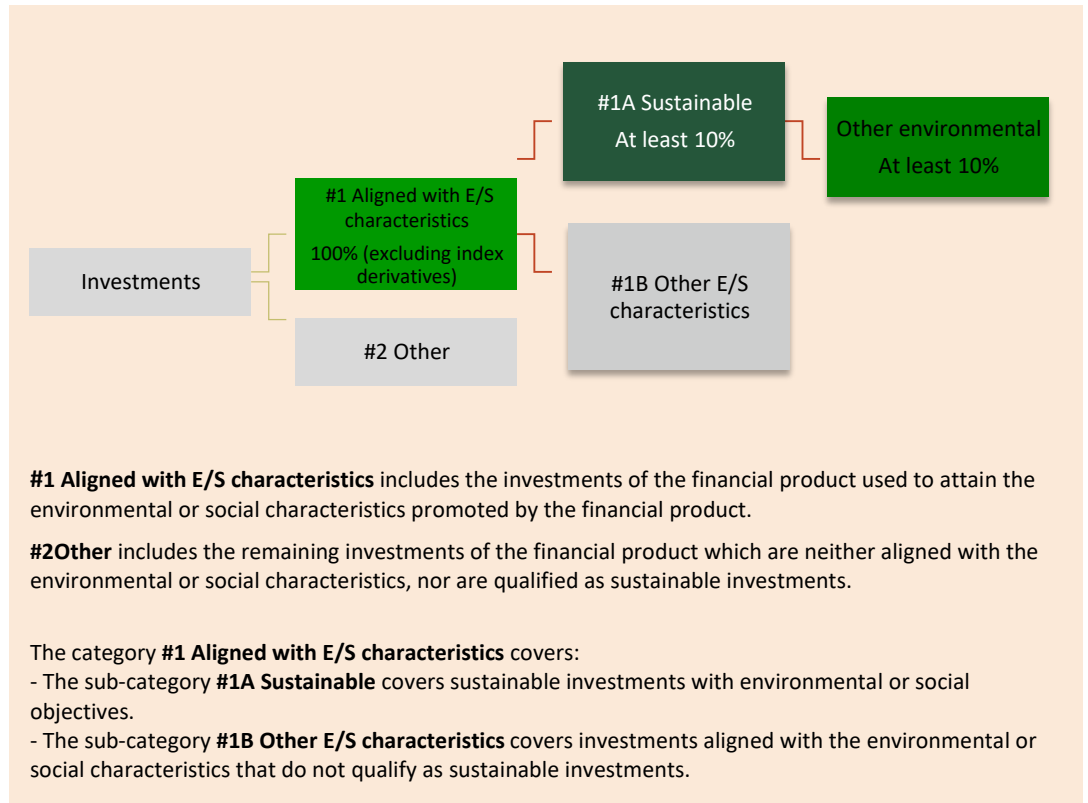 #1A Sustainable
At least 10%
Other environmental
At least 10%
#1 Aligned with E/S
characteristics
100% (excluding index
derivatives)
Investments
#1B Other E/S
characteristics
#2 Other
#1 Aligned with E/S characteristics includes the investments of the financial product used to attain the
environmental or social characteristics promoted by the financial product.
#2Other includes the remaining investments of the financial product which are neither aligned with the
environmental or social characteristics, nor are qualified as sustainable investments.
The category #1 Aligned with E/S characteristics covers:
- The sub-category #1A Sustainable covers sustainable investments with environmental or social
objectives.
- The sub-category #1B Other E/S characteristics covers investments aligned with the environmental or
social characteristics that do not qualify as sustainable investments.